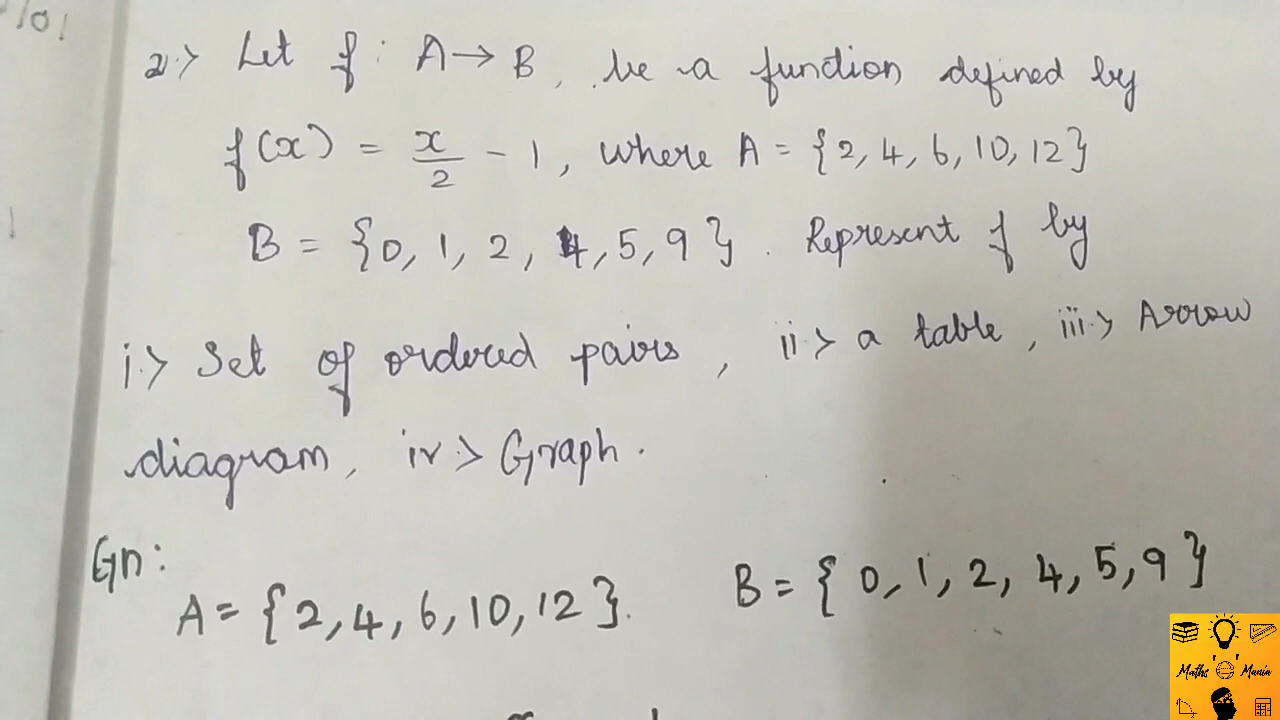 101
2.> Let f : A → B, be a function defined by
f(x) = x/2 - 1, where A = {2, 4, 6, 10, 12}
B = {0, 1, 2, 4, 5, 9}. Represent f by
i.> Set of ordered pairs, ii.> a table, iii.> Arrow
diagram, iv.> Graph.
Gn:
A = {2, 4, 6, 10, 12}. B = {0, 1, 2, 4, 5, 9}
Maths Mania